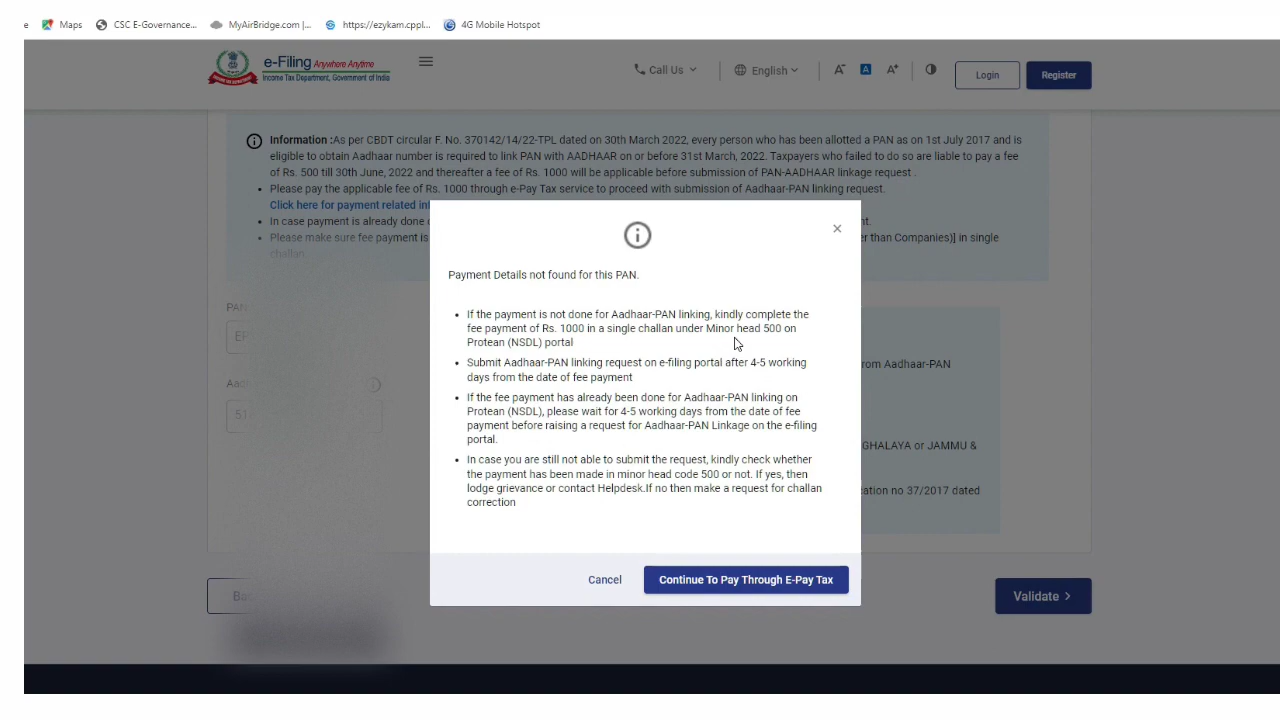 e Maps CSC E-Governance... MyAirBridge.com |... https://ezykam.cppl... 4G Mobile Hotspot
e-Filing Anywhere Anytime
Income Tax Department, Government of India
Call Us English A- A A+ Login Register
Information :As per CBDT circular F. No. 370142/14/22-TPL dated on 30th March 2022, every person who has been allotted a PAN as on 1st July 2017 and is
eligible to obtain Aadhaar number is required to link PAN with AADHAAR on or before 31st March, 2022. Taxpayers who failed to do so are liable to pay a fee
of Rs. 500 till 30th June, 2022 and thereafter a fee of Rs. 1000 will be applicable before submission of PAN-AADHAAR linkage request .
• Please pay the applicable fee of Rs. 1000 through e-Pay Tax service to proceed with submission of Aadhaar-PAN linking request.
Click here for payment related in
• In case payment is already done t.
• Please make sure fee payment is er than Companies)] in single
challan.
Payment Details not found for this PAN.
• If the payment is not done for Aadhaar-PAN linking, kindly complete the
fee payment of Rs. 1000 in a single challan under Minor head 500 on
Protean (NSDL) portal
• Submit Aadhaar-PAN linking request on e-filing portal after 4-5 working
days from the date of fee payment
• If the fee payment has already been done for Aadhaar-PAN linking on
Protean (NSDL), please wait for 4-5 working days from the date of fee
payment before raising a request for Aadhaar-PAN Linkage on the e-filing
portal.
• In case you are still not able to submit the request, kindly check whether
the payment has been made in minor head code 500 or not. If yes, then
lodge grievance or contact Helpdesk.If no then make a request for challan
correction
Cancel Continue To Pay Through E-Pay Tax
PAN
rom Aadhaar-PAN
51
GHALAYA or JAMMU &
ation no 37/2017 dated
Validate >